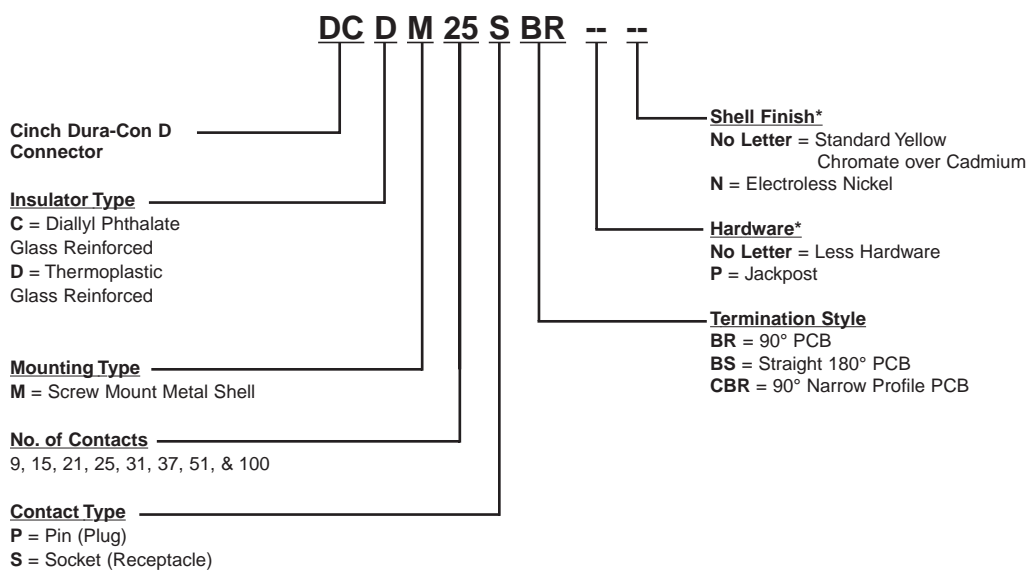 DC D M 25 S BR -- --
Cinch Dura-Con D
Connector
Insulator Type
C = Diallyl Phthalate
Glass Reinforced
D = Thermoplastic
Glass Reinforced
Mounting Type
M = Screw Mount Metal Shell
No. of Contacts
9, 15, 21, 25, 31, 37, 51, & 100
Contact Type
P = Pin (Plug)
S = Socket (Receptacle)
Shell Finish*
No Letter = Standard Yellow
Chromate over Cadmium
N = Electroless Nickel
Hardware*
No Letter = Less Hardware
P = Jackpost
Termination Style
BR = 90° PCB
BS = Straight 180° PCB
CBR = 90° Narrow Profile PCB